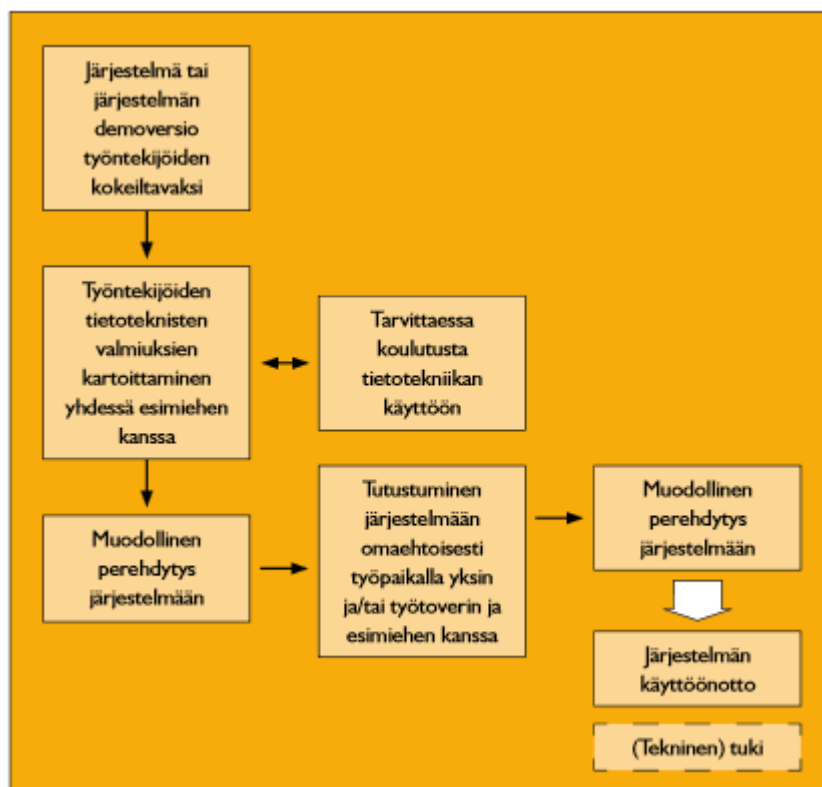 Järjestelmä tai
järjestelmän
demoversio
työntekijöiden
kokeiltavaksi
Työntekijöiden
tietoteknisten
valmiuksien
kartoittaminen
yhdessä esimiehen
kanssa
Tarvittaessa
koulutusta
tietotekniikan
käyttöön
Muodollinen
perehdytys
järjestelmään
Tutustuminen
järjestelmään
omaehtoisesti
työpaikalla yksin
ja/tai työtoverin ja
esimiehen kanssa
Muodollinen
perehdytys
järjestelmään
Järjestelmän
käyttöönotto
(Tekninen) tuki